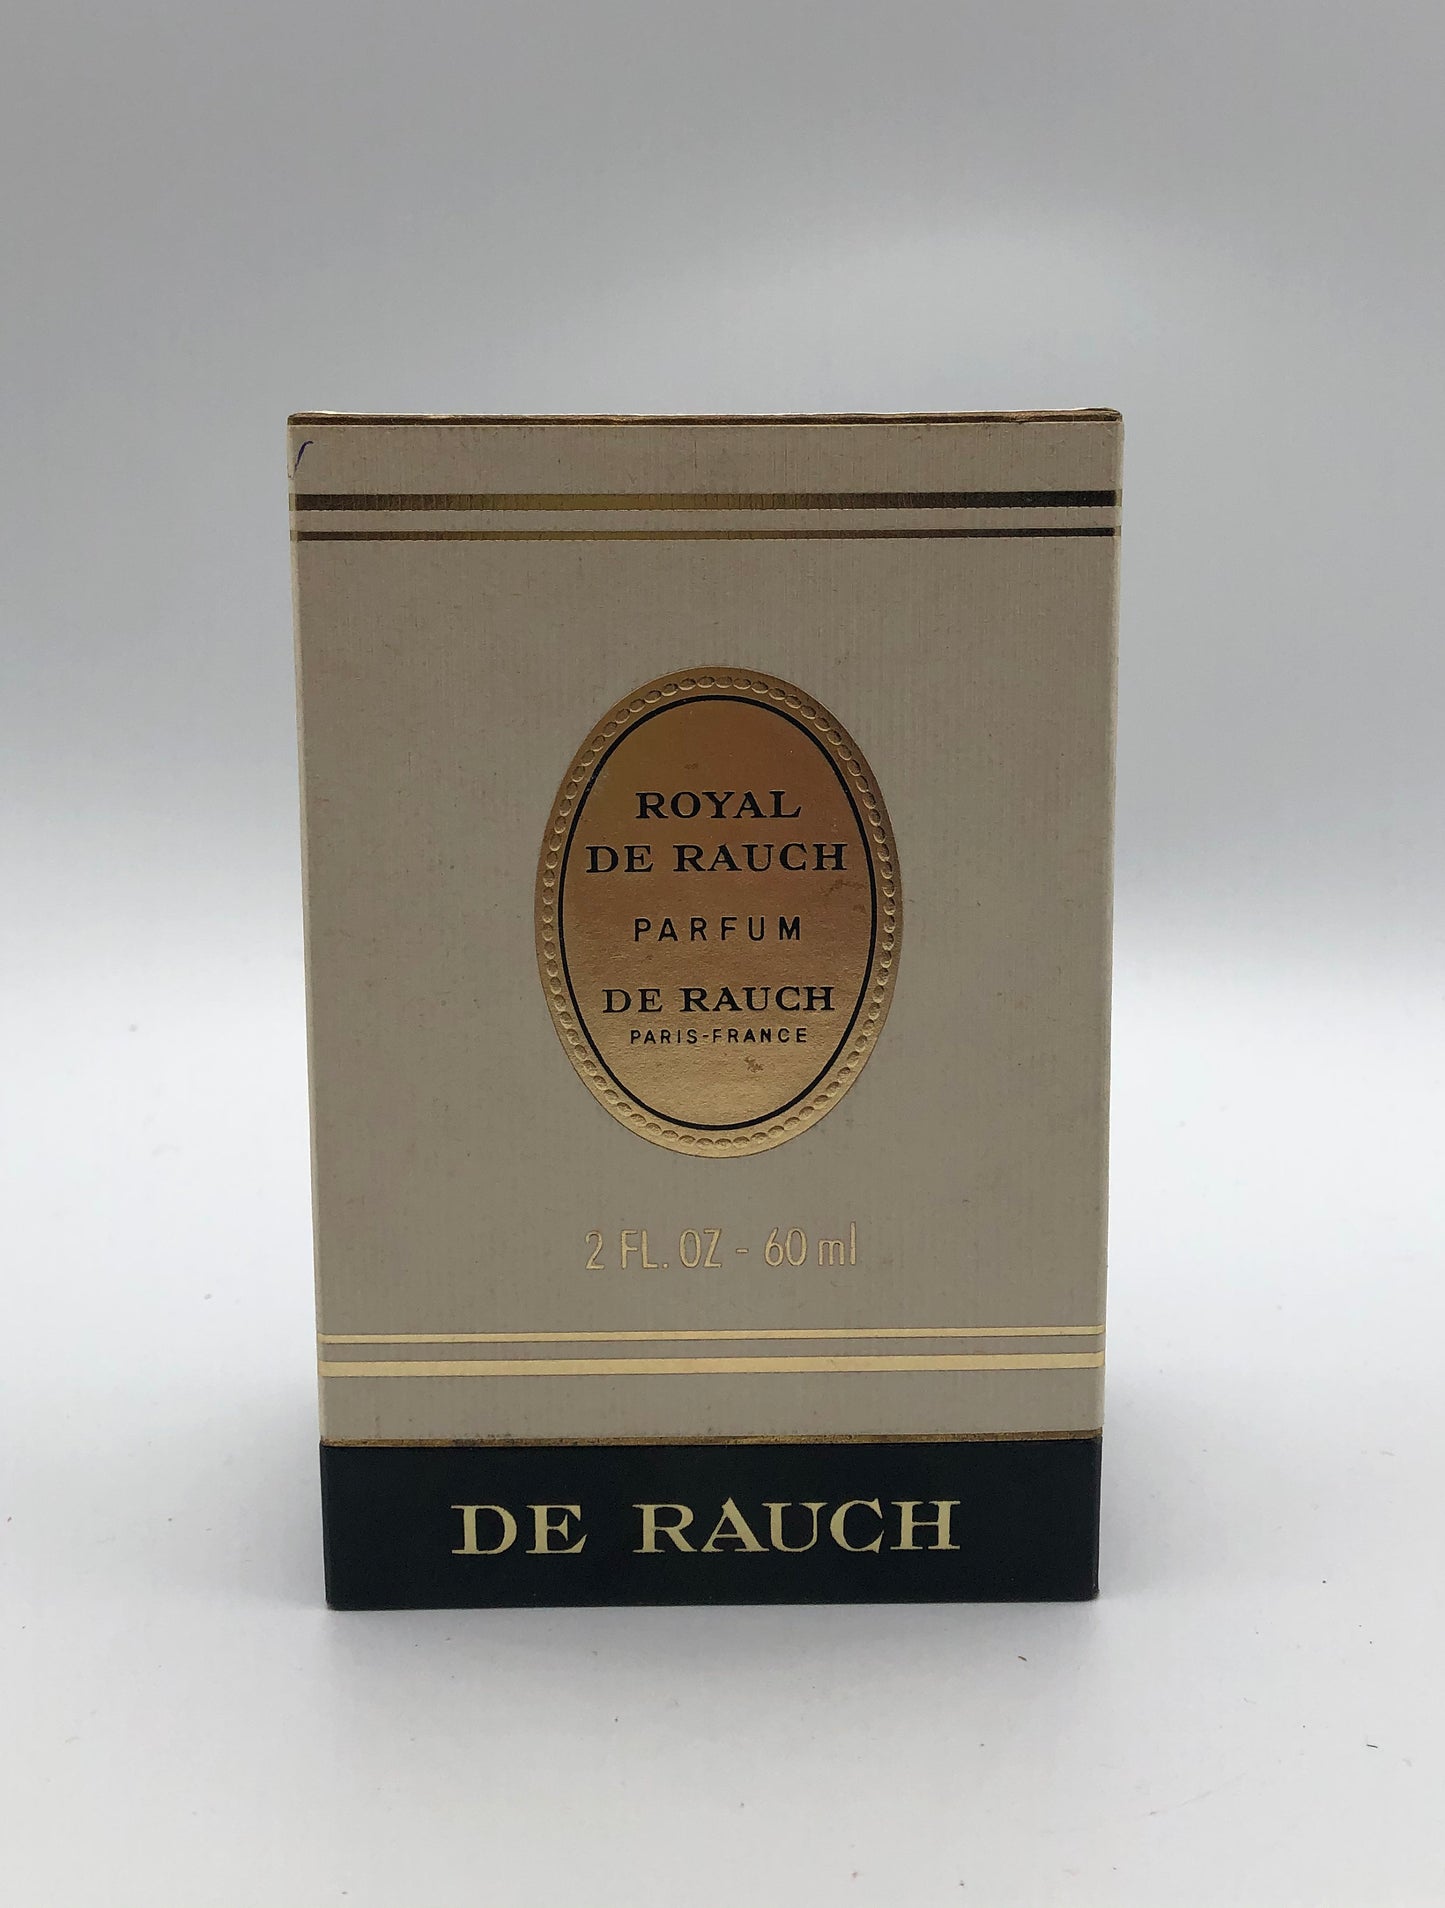 ROYAL
DE RAUCH
PARFUM
DE RAUCH
PARIS-FRANCE
2 FL. OZ - 60 ml
DE RAUCH